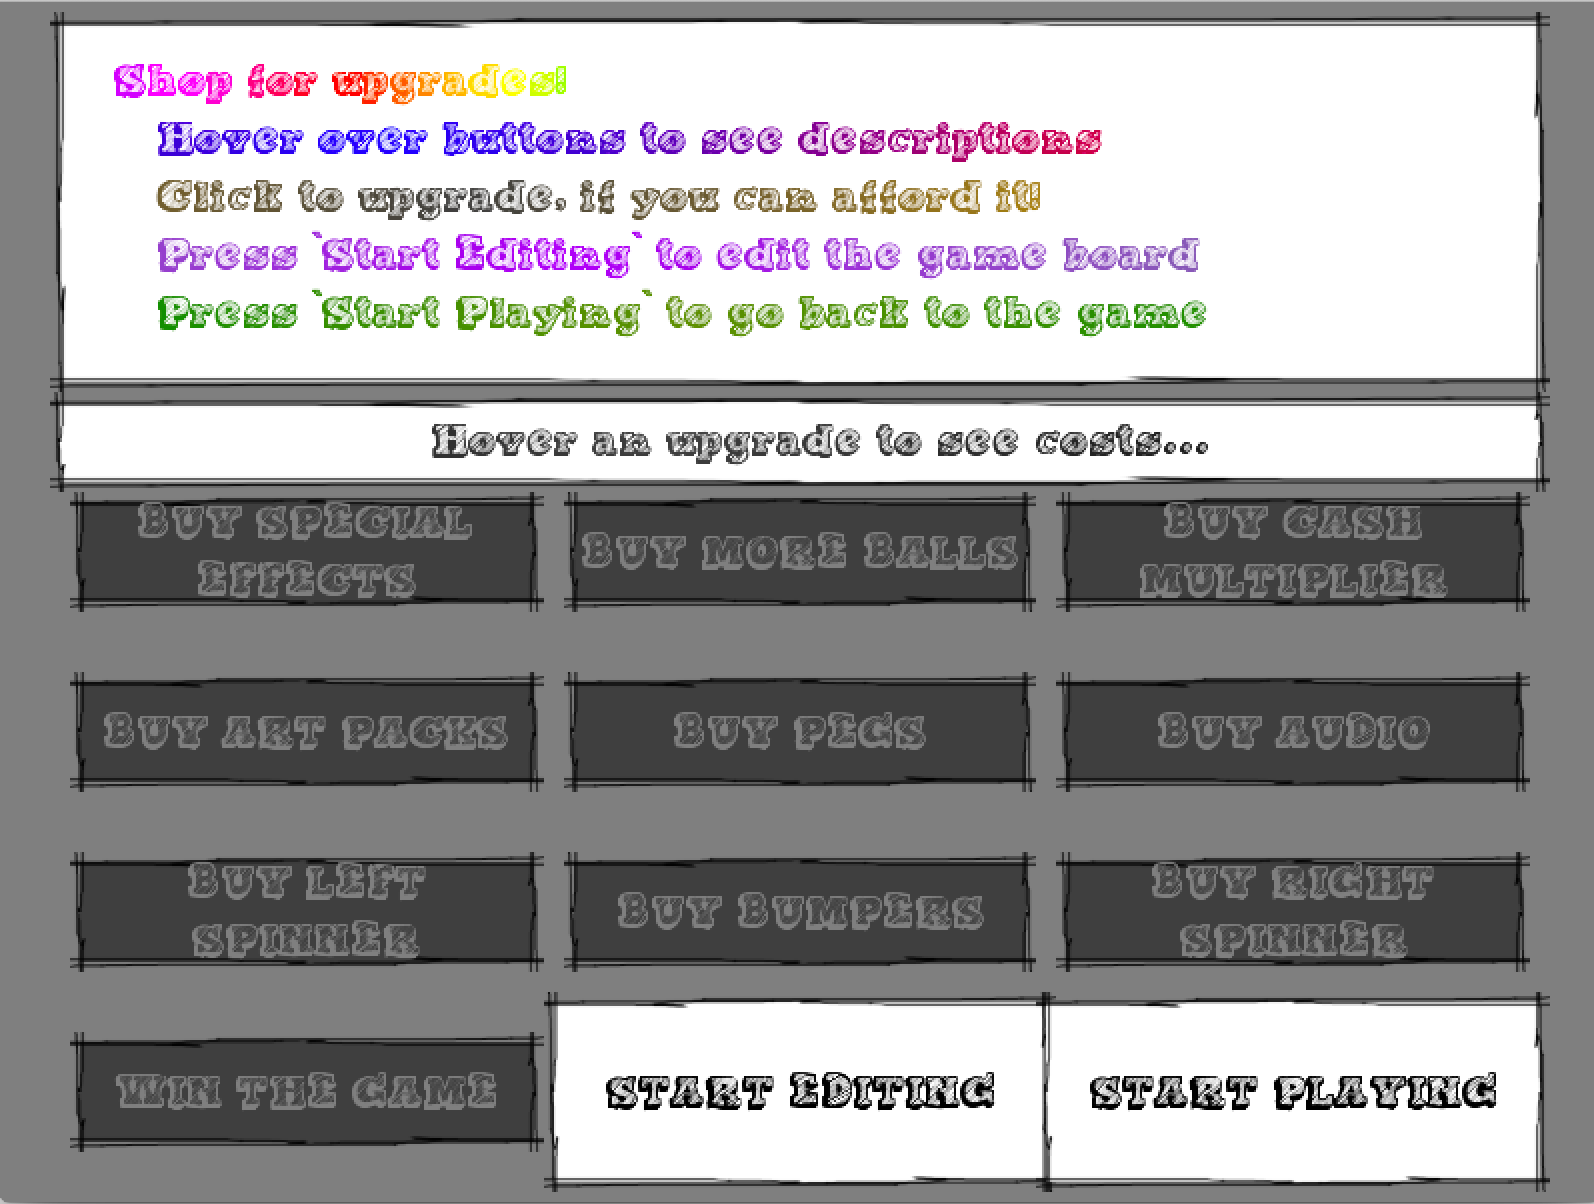 Shop for upgrades!
Hover over buttons to see descriptions
Click to upgrade, if you can afford it!
Press `Start Editing` to edit the game board
Press `Start Playing` to go back to the game
Hover an upgrade to see costs...
BUY SPECIAL
EFFECTS
BUY MORE BALLS
BUY CASH
MULTIPLIER
BUY ART PACKS
BUY PEGS
BUY AUDIO
BUY LEFT
SPINNER
BUY BUMPERS
BUY RIGHT
SPINNER
WIN THE GAME
START EDITING
START PLAYING